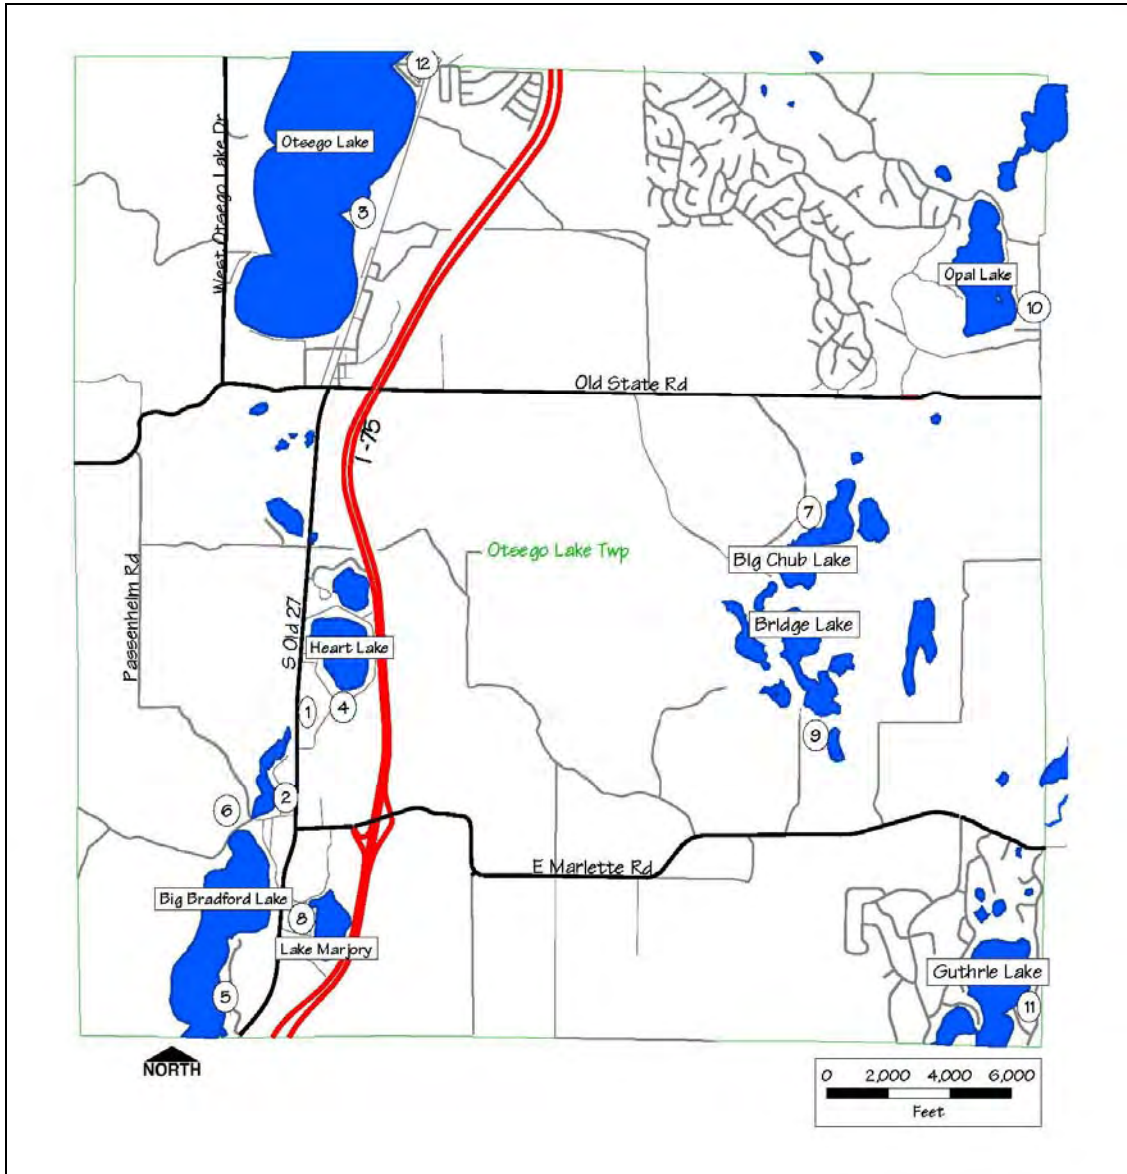 12
Otsego Lake
West Otsego Lake Dr
3
Opal Lake
10
Old State Rd
I-75
7
Otsego Lake Twp
Big Chub Lake
Passenhelm Rd
S Old 27
Bridge Lake
Heart Lake
1
4
9
2
6
E Marlette Rd
Big Bradford Lake
8
Lake Marjory
Guthrie Lake
5
11
NORTH
0 2,000 4,000 6,000
Feet